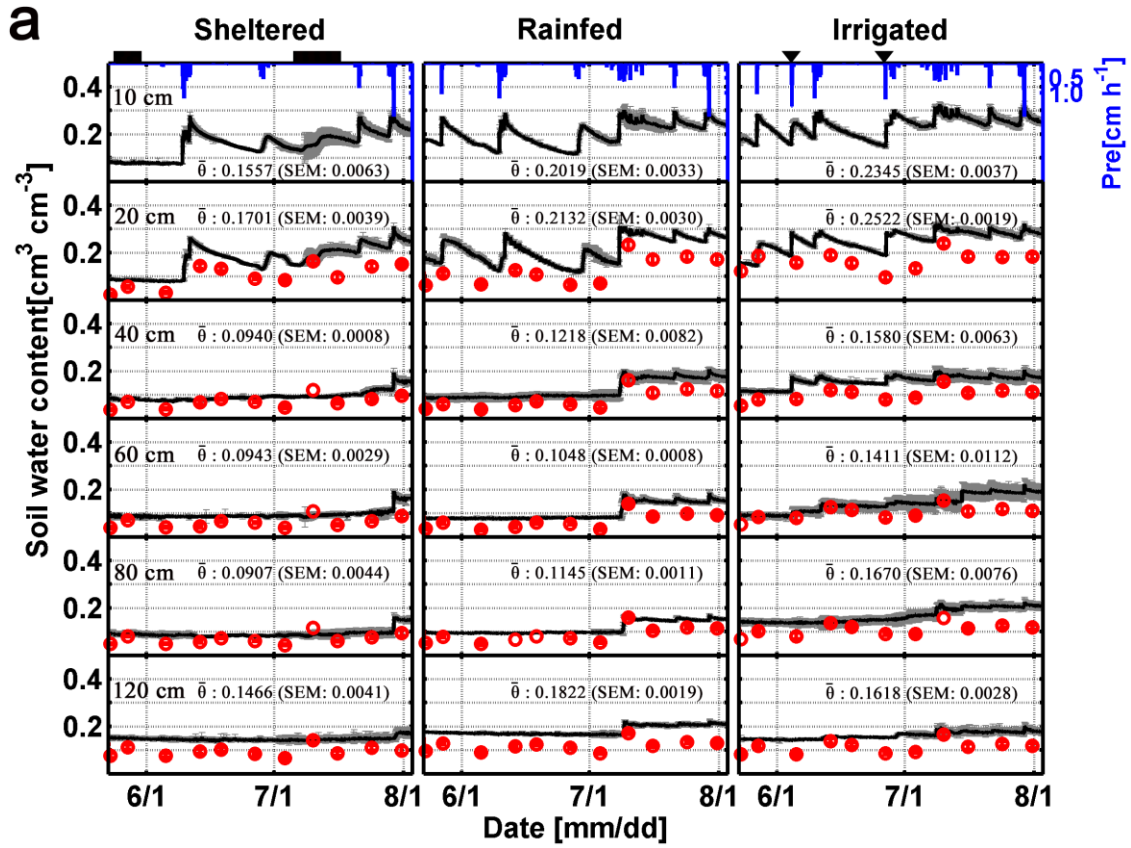 a
Sheltered Rainfed Irrigated
0.4 10 cm 0.5
1.0
0.2
θ̄ : 0.1557 (SEM: 0.0063) θ̄ : 0.2019 (SEM: 0.0033) θ̄ : 0.2345 (SEM: 0.0037)
Pre[cm h⁻¹]
0.4 20 cm θ̄ : 0.1701 (SEM: 0.0039) θ̄ : 0.2132 (SEM: 0.0030) θ̄ : 0.2522 (SEM: 0.0019)
0.2
0.4 40 cm θ̄ : 0.0940 (SEM: 0.0008) θ̄ : 0.1218 (SEM: 0.0082) θ̄ : 0.1580 (SEM: 0.0063)
0.2
0.4 60 cm θ̄ : 0.0943 (SEM: 0.0029) θ̄ : 0.1048 (SEM: 0.0008) θ̄ : 0.1411 (SEM: 0.0112)
0.2
0.4 80 cm θ̄ : 0.0907 (SEM: 0.0044) θ̄ : 0.1145 (SEM: 0.0011) θ̄ : 0.1670 (SEM: 0.0076)
0.2
0.4 120 cm θ̄ : 0.1466 (SEM: 0.0041) θ̄ : 0.1822 (SEM: 0.0019) θ̄ : 0.1618 (SEM: 0.0028)
0.2
Soil water content[cm³ cm⁻³]
6/1 7/1 8/1 6/1 7/1 8/1 6/1 7/1 8/1
Date [mm/dd]